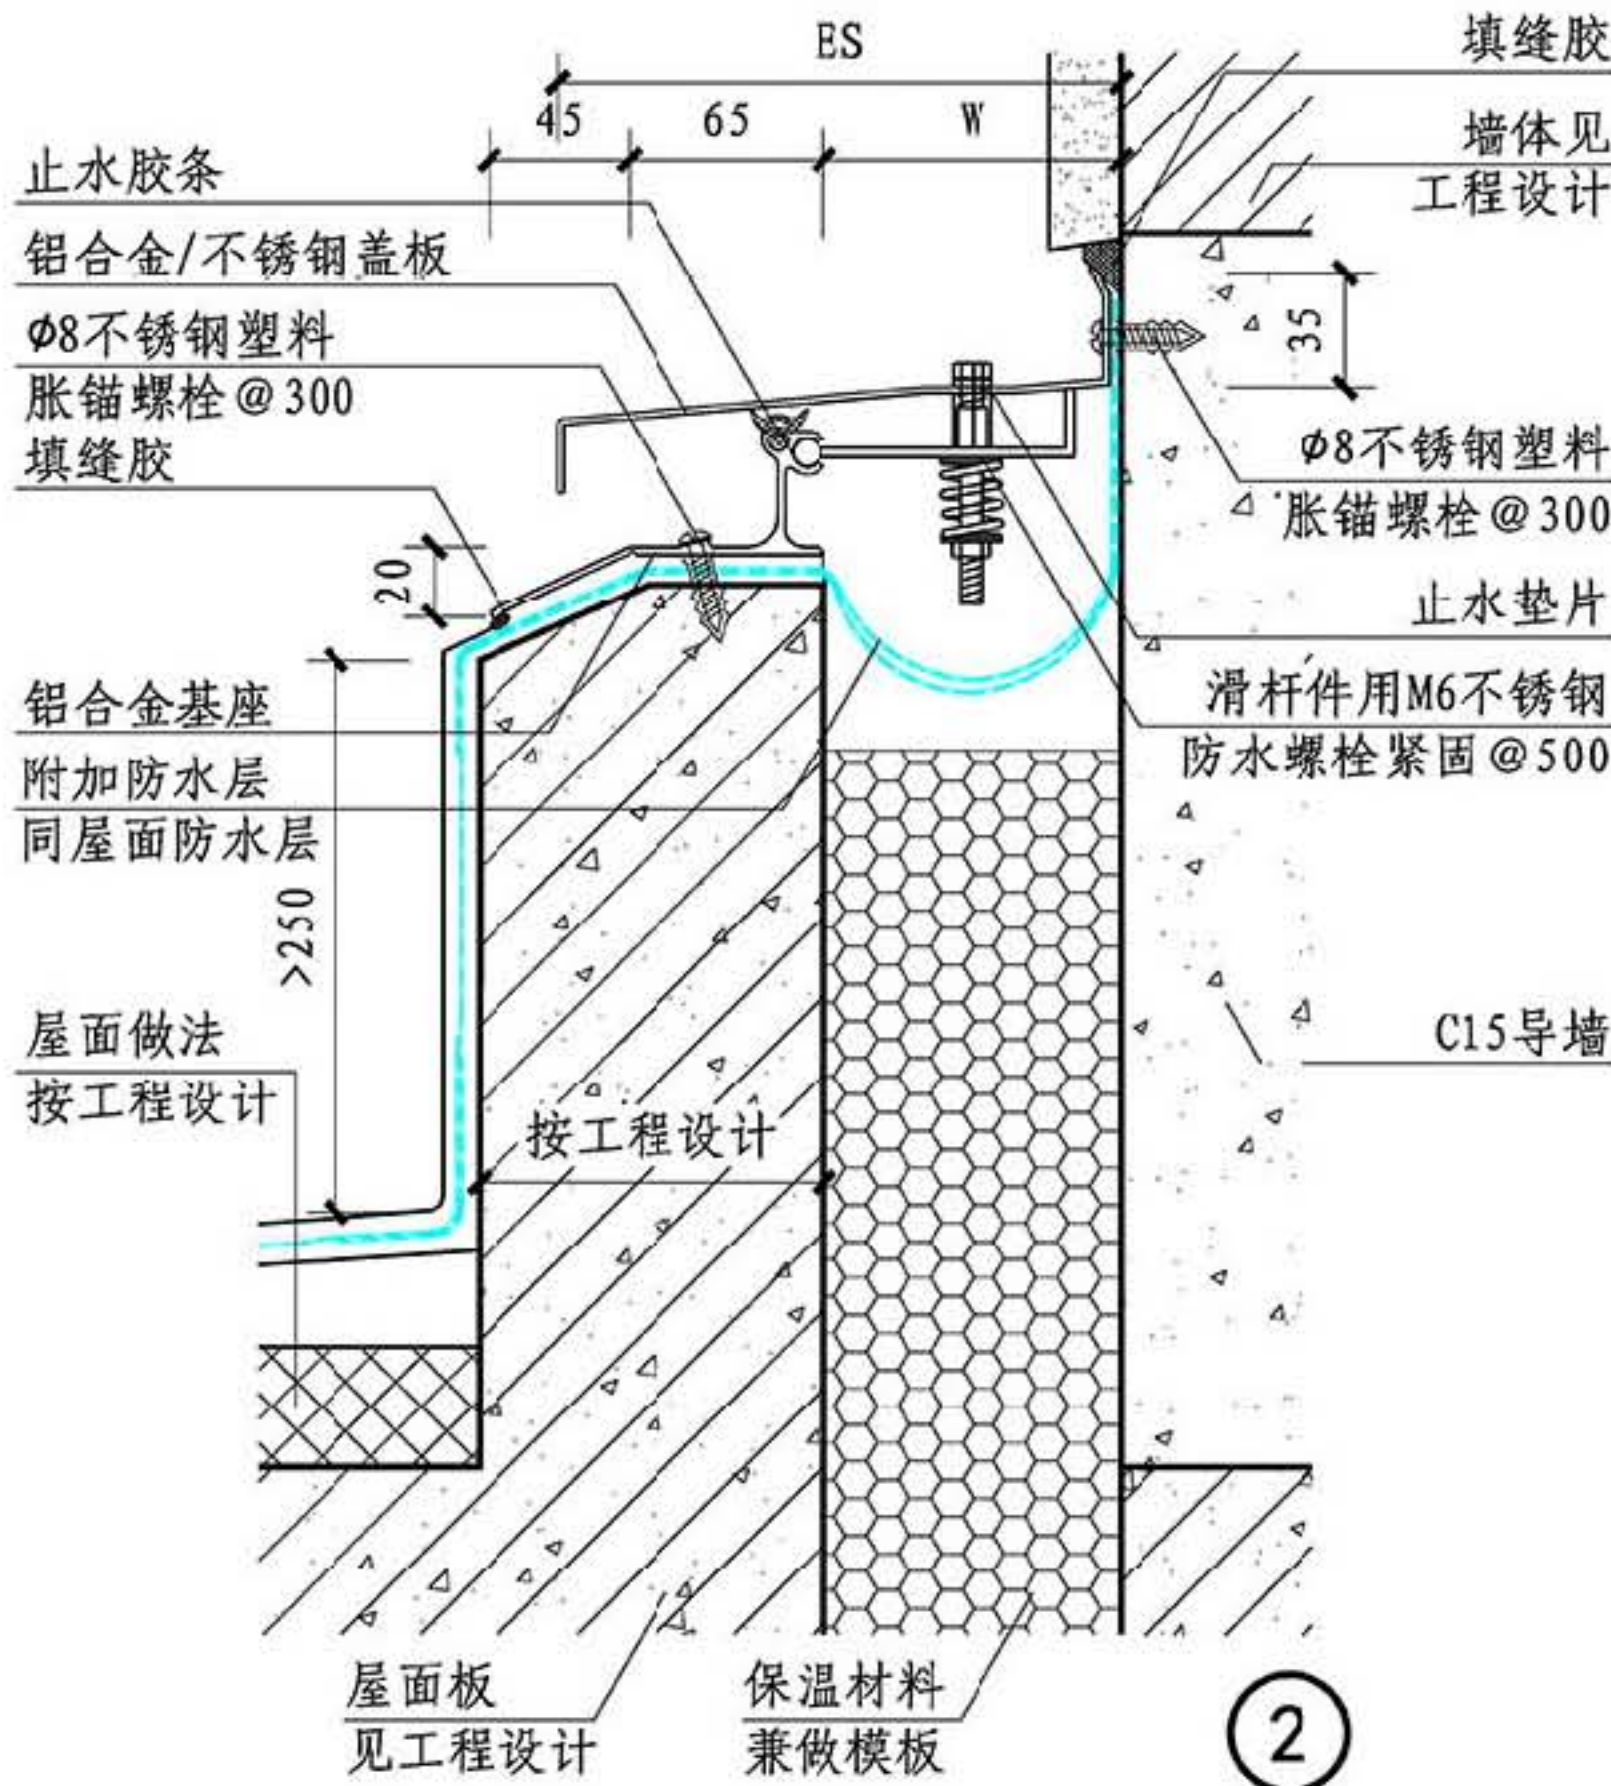 ES
45
65
W
填缝胶
墙体见
工程设计
止水胶条
铝合金/不锈钢盖板
Φ8不锈钢塑料
胀锚螺栓@300
填缝胶
35
Φ8不锈钢塑料
胀锚螺栓@300
20
止水垫片
滑杆件用M6不锈钢
防水螺栓紧固@500
铝合金基座
附加防水层
同屋面防水层
>250
屋面做法
按工程设计
C15导墙
按工程设计
屋面板
见工程设计
保温材料
兼做模板
2